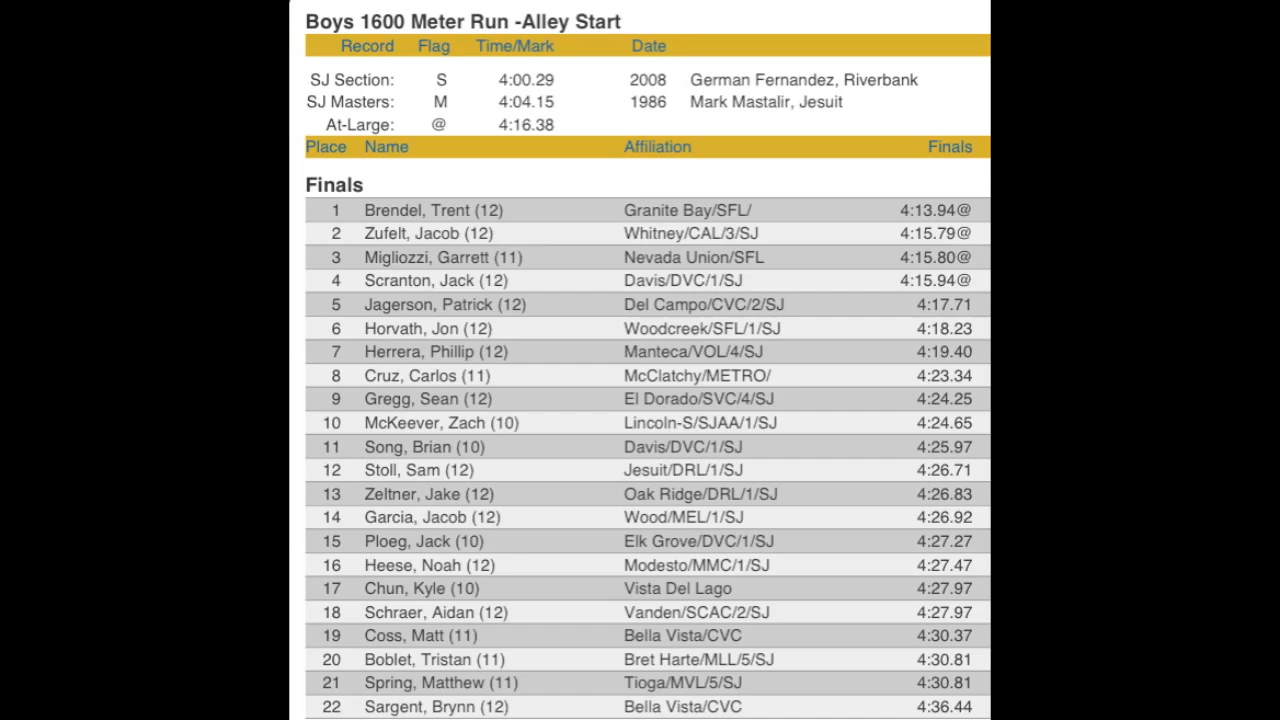 Boys 1600 Meter Run -Alley Start
Record Flag Time/Mark Date
SJ Section: S 4:00.29 2008 German Fernandez, Riverbank
SJ Masters: M 4:04.15 1986 Mark Mastalir, Jesuit
At-Large: @ 4:16.38
Place Name Affiliation Finals
Finals
1 Brendel, Trent (12) Granite Bay/SFL/ 4:13.94@
2 Zufelt, Jacob (12) Whitney/CAL/3/SJ 4:15.79@
3 Migliozzi, Garrett (11) Nevada Union/SFL 4:15.80@
4 Scranton, Jack (12) Davis/DVC/1/SJ 4:15.94@
5 Jagerson, Patrick (12) Del Campo/CVC/2/SJ 4:17.71
6 Horvath, Jon (12) Woodcreek/SFL/1/SJ 4:18.23
7 Herrera, Phillip (12) Manteca/VOL/4/SJ 4:19.40
8 Cruz, Carlos (11) McClatchy/METRO/ 4:23.34
9 Gregg, Sean (12) El Dorado/SVC/4/SJ 4:24.25
10 McKeever, Zach (10) Lincoln-S/SJAA/1/SJ 4:24.65
11 Song, Brian (10) Davis/DVC/1/SJ 4:25.97
12 Stoll, Sam (12) Jesuit/DRL/1/SJ 4:26.71
13 Zeltner, Jake (12) Oak Ridge/DRL/1/SJ 4:26.83
14 Garcia, Jacob (12) Wood/MEL/1/SJ 4:26.92
15 Ploeg, Jack (10) Elk Grove/DVC/1/SJ 4:27.27
16 Heese, Noah (12) Modesto/MMC/1/SJ 4:27.47
17 Chun, Kyle (10) Vista Del Lago 4:27.97
18 Schraer, Aidan (12) Vanden/SCAC/2/SJ 4:27.97
19 Coss, Matt (11) Bella Vista/CVC 4:30.37
20 Boblet, Tristan (11) Bret Harte/MLL/5/SJ 4:30.81
21 Spring, Matthew (11) Tioga/MVL/5/SJ 4:30.81
22 Sargent, Brynn (12) Bella Vista/CVC 4:36.44